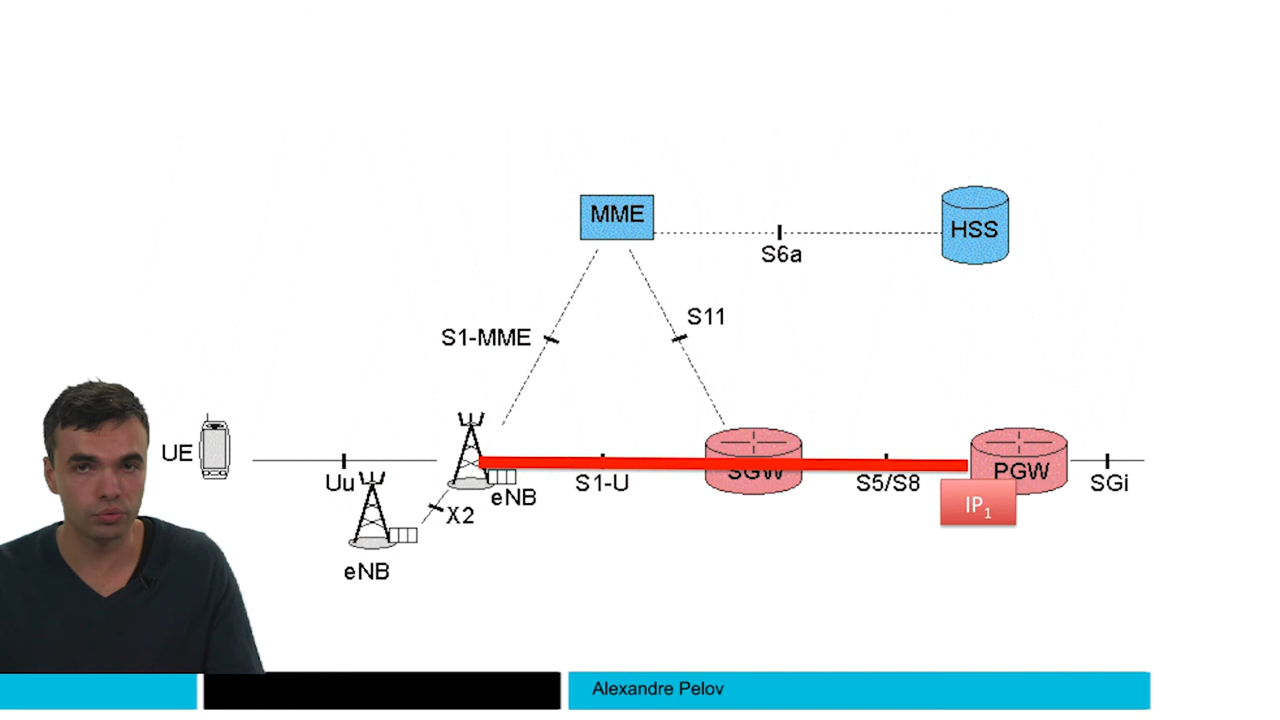 MME
HSS
S6a
S11
S1-MME
UE
SGW
PGW
Uu
eNB
S1-U
S5/S8
SGi
IP1
X2
eNB
Alexandre Pelov